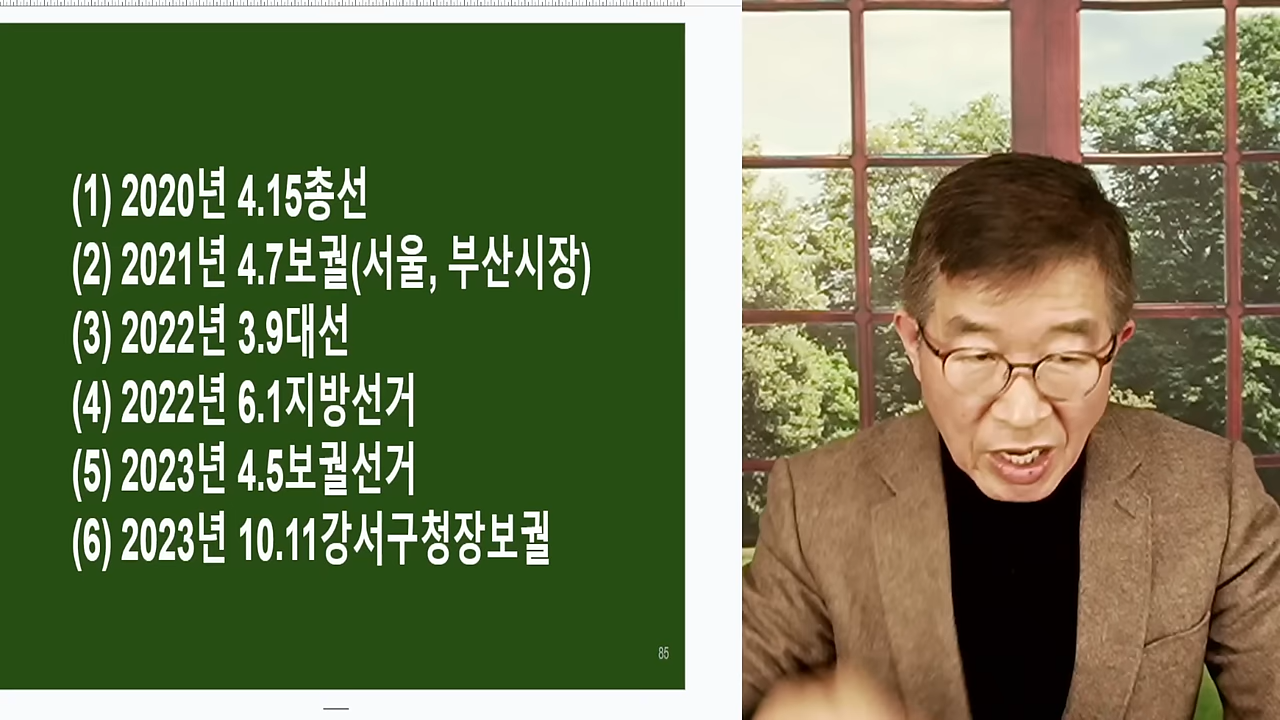 (1) 2020년 4.15총선
(2) 2021년 4.7보궐(서울, 부산시장)
(3) 2022년 3.9대선
(4) 2022년 6.1지방선거
(5) 2023년 4.5보궐선거
(6) 2023년 10.11강서구청장보궐
85